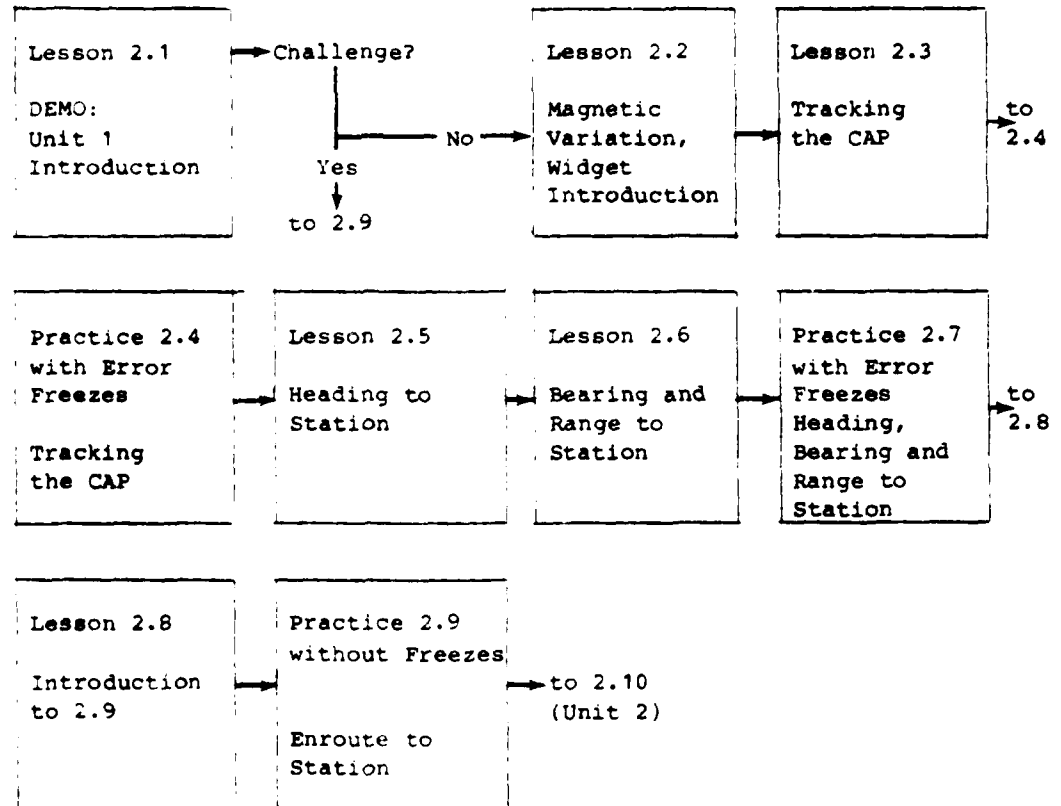 Lesson 2.1
DEMO:
Unit 1
Introduction
Challenge?
No
Yes
to 2.9
Lesson 2.2
Magnetic
Variation,
Widget
Introduction
Lesson 2.3
Tracking
the CAP
to
2.4
Practice 2.4
with Error
Freezes
Tracking
the CAP
Lesson 2.5
Heading to
Station
Lesson 2.6
Bearing and
Range to
Station
Practice 2.7
with Error
Freezes
Heading,
Bearing and
Range to
Station
to
2.8
Lesson 2.8
Introduction
to 2.9
Practice 2.9
without Freezes
Enroute to
Station
to 2.10
(Unit 2)